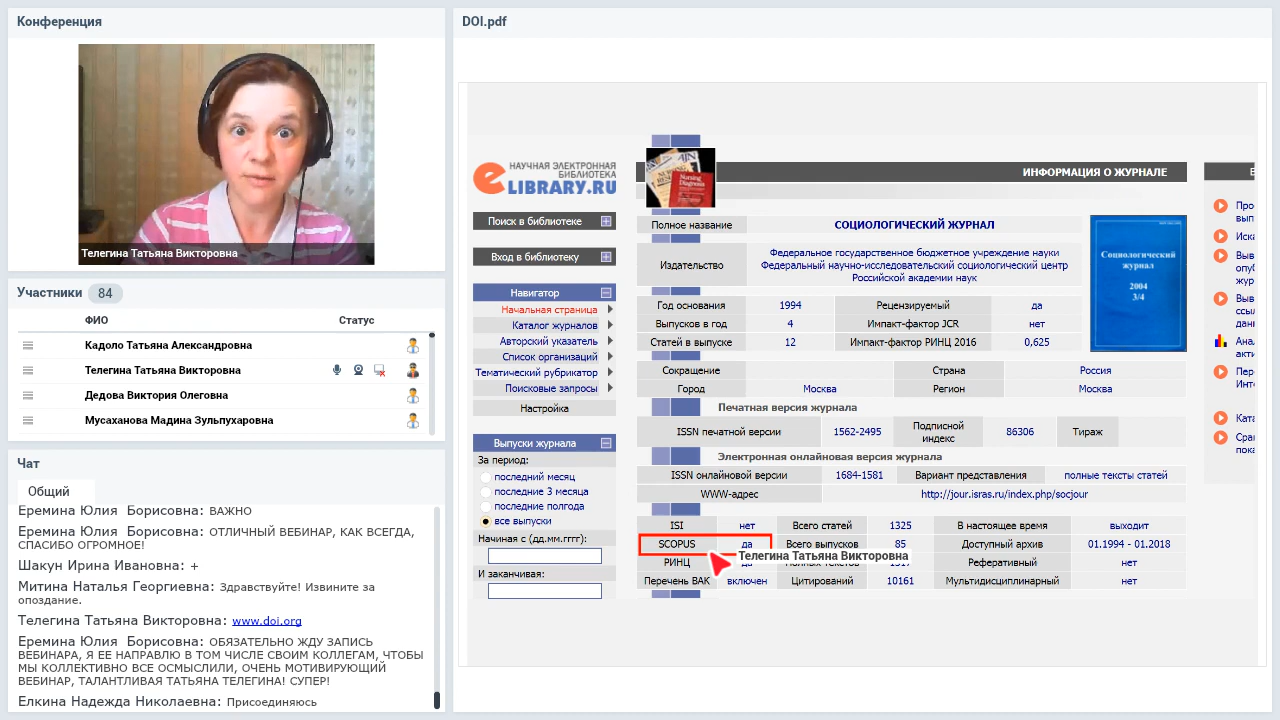 Конференция
Телегина Татьяна Викторовна
Участники 84
ФИО Статус
Кадоло Татьяна Александровна
Телегина Татьяна Викторовна
Дедова Виктория Олеговна
Мусаханова Мадина Зульпухаровна
Чат
Общий
Еремина Юлия Борисовна: ВАЖНО
Еремина Юлия Борисовна: ОТЛИЧНЫЙ ВЕБИНАР, КАК ВСЕГДА,
СПАСИБО ОГРОМНОЕ!
Шакун Ирина Ивановна: +
Митина Наталья Георгиевна: Здравствуйте! Извините за
опоздание.
Телегина Татьяна Викторовна: www.doi.org
Еремина Юлия Борисовна: ОБЯЗАТЕЛЬНО ЖДУ ЗАПИСЬ
ВЕБИНАРА, Я ЕЕ НАПРАВЛЮ В ТОМ ЧИСЛЕ СВОИМ КОЛЛЕГАМ, ЧТОБЫ
МЫ КОЛЛЕКТИВНО ВСЕ ОСМЫСЛИЛИ, ОЧЕНЬ МОТИВИРУЮЩИЙ
ВЕБИНАР, ТАЛАНТЛИВАЯ ТАТЬЯНА ТЕЛЕГИНА! СУПЕР!
Елкина Надежда Николаевна: Присоединяюсь
DOI.pdf
НАУЧНАЯ ЭЛЕКТРОННАЯ
БИБЛИОТЕКА
eLIBRARY.RU
Поиск в библиотеке
Вход в библиотеку
Навигатор
Начальная страница
Каталог журналов
Авторский указатель
Список организаций
Тематический рубрикатор
Поисковые запросы
Настройка
Выпуски журнала
За период:
последний месяц
последние 3 месяца
последние полгода
все выпуски
Начиная с (дд.мм.гггг):
И заканчивая:
Nursing
Diagnosis
ИНФОРМАЦИЯ О ЖУРНАЛЕ
Полное название СОЦИОЛОГИЧЕСКИЙ ЖУРНАЛ
Издательство Федеральное государственное бюджетное учреждение науки
Федеральный научно-исследовательский социологический центр
Российской академии наук
Социологический
журнал
2004
3/4
Год основания 1994 Рецензируемый да
Выпусков в год 4 Импакт-фактор JCR нет
Статей в выпуске 12 Импакт-фактор РИНЦ 2016 0,625
Сокращение Страна Россия
Город Москва Регион Москва
Печатная версия журнала
ISSN печатной версии 1562-2495 Подписной индекс 86306 Тираж
Электронная онлайновая версия журнала
ISSN онлайновой версии 1684-1581 Вариант представления полные тексты статей
WWW-адрес http://jour.isras.ru/index.php/socjour
ISI нет Всего статей 1325 В настоящее время выходит
SCOPUS да Всего выпусков 85 Доступный архив 01.1994 - 01.2018
Телегина Татьяна Викторовна
РИНЦ да Реферативный нет
Перечень ВАК включен Цитирований 10161 Мультидисциплинарный нет